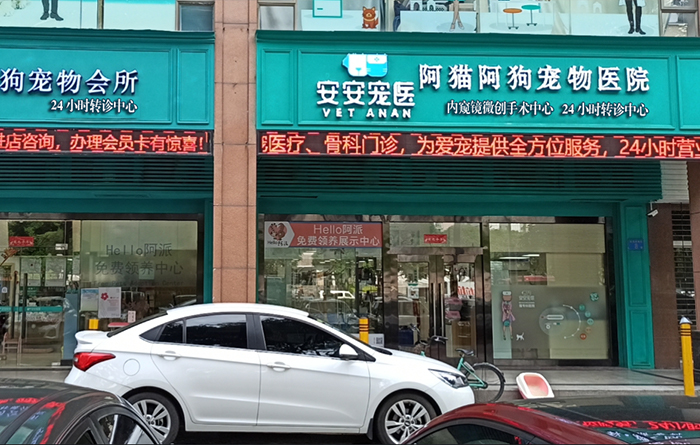 狗宠物会所
24小时转诊中心
进店咨询，办理会员卡有惊喜！
Hello阿派
免费领养中心
安安宠医
VET ANAN
阿猫阿狗宠物医院
内窥镜微创手术中心 24小时转诊中心
医疗、骨科门诊，为爱宠提供全方位服务，24小时营业
Hello阿派
免费领养展示中心